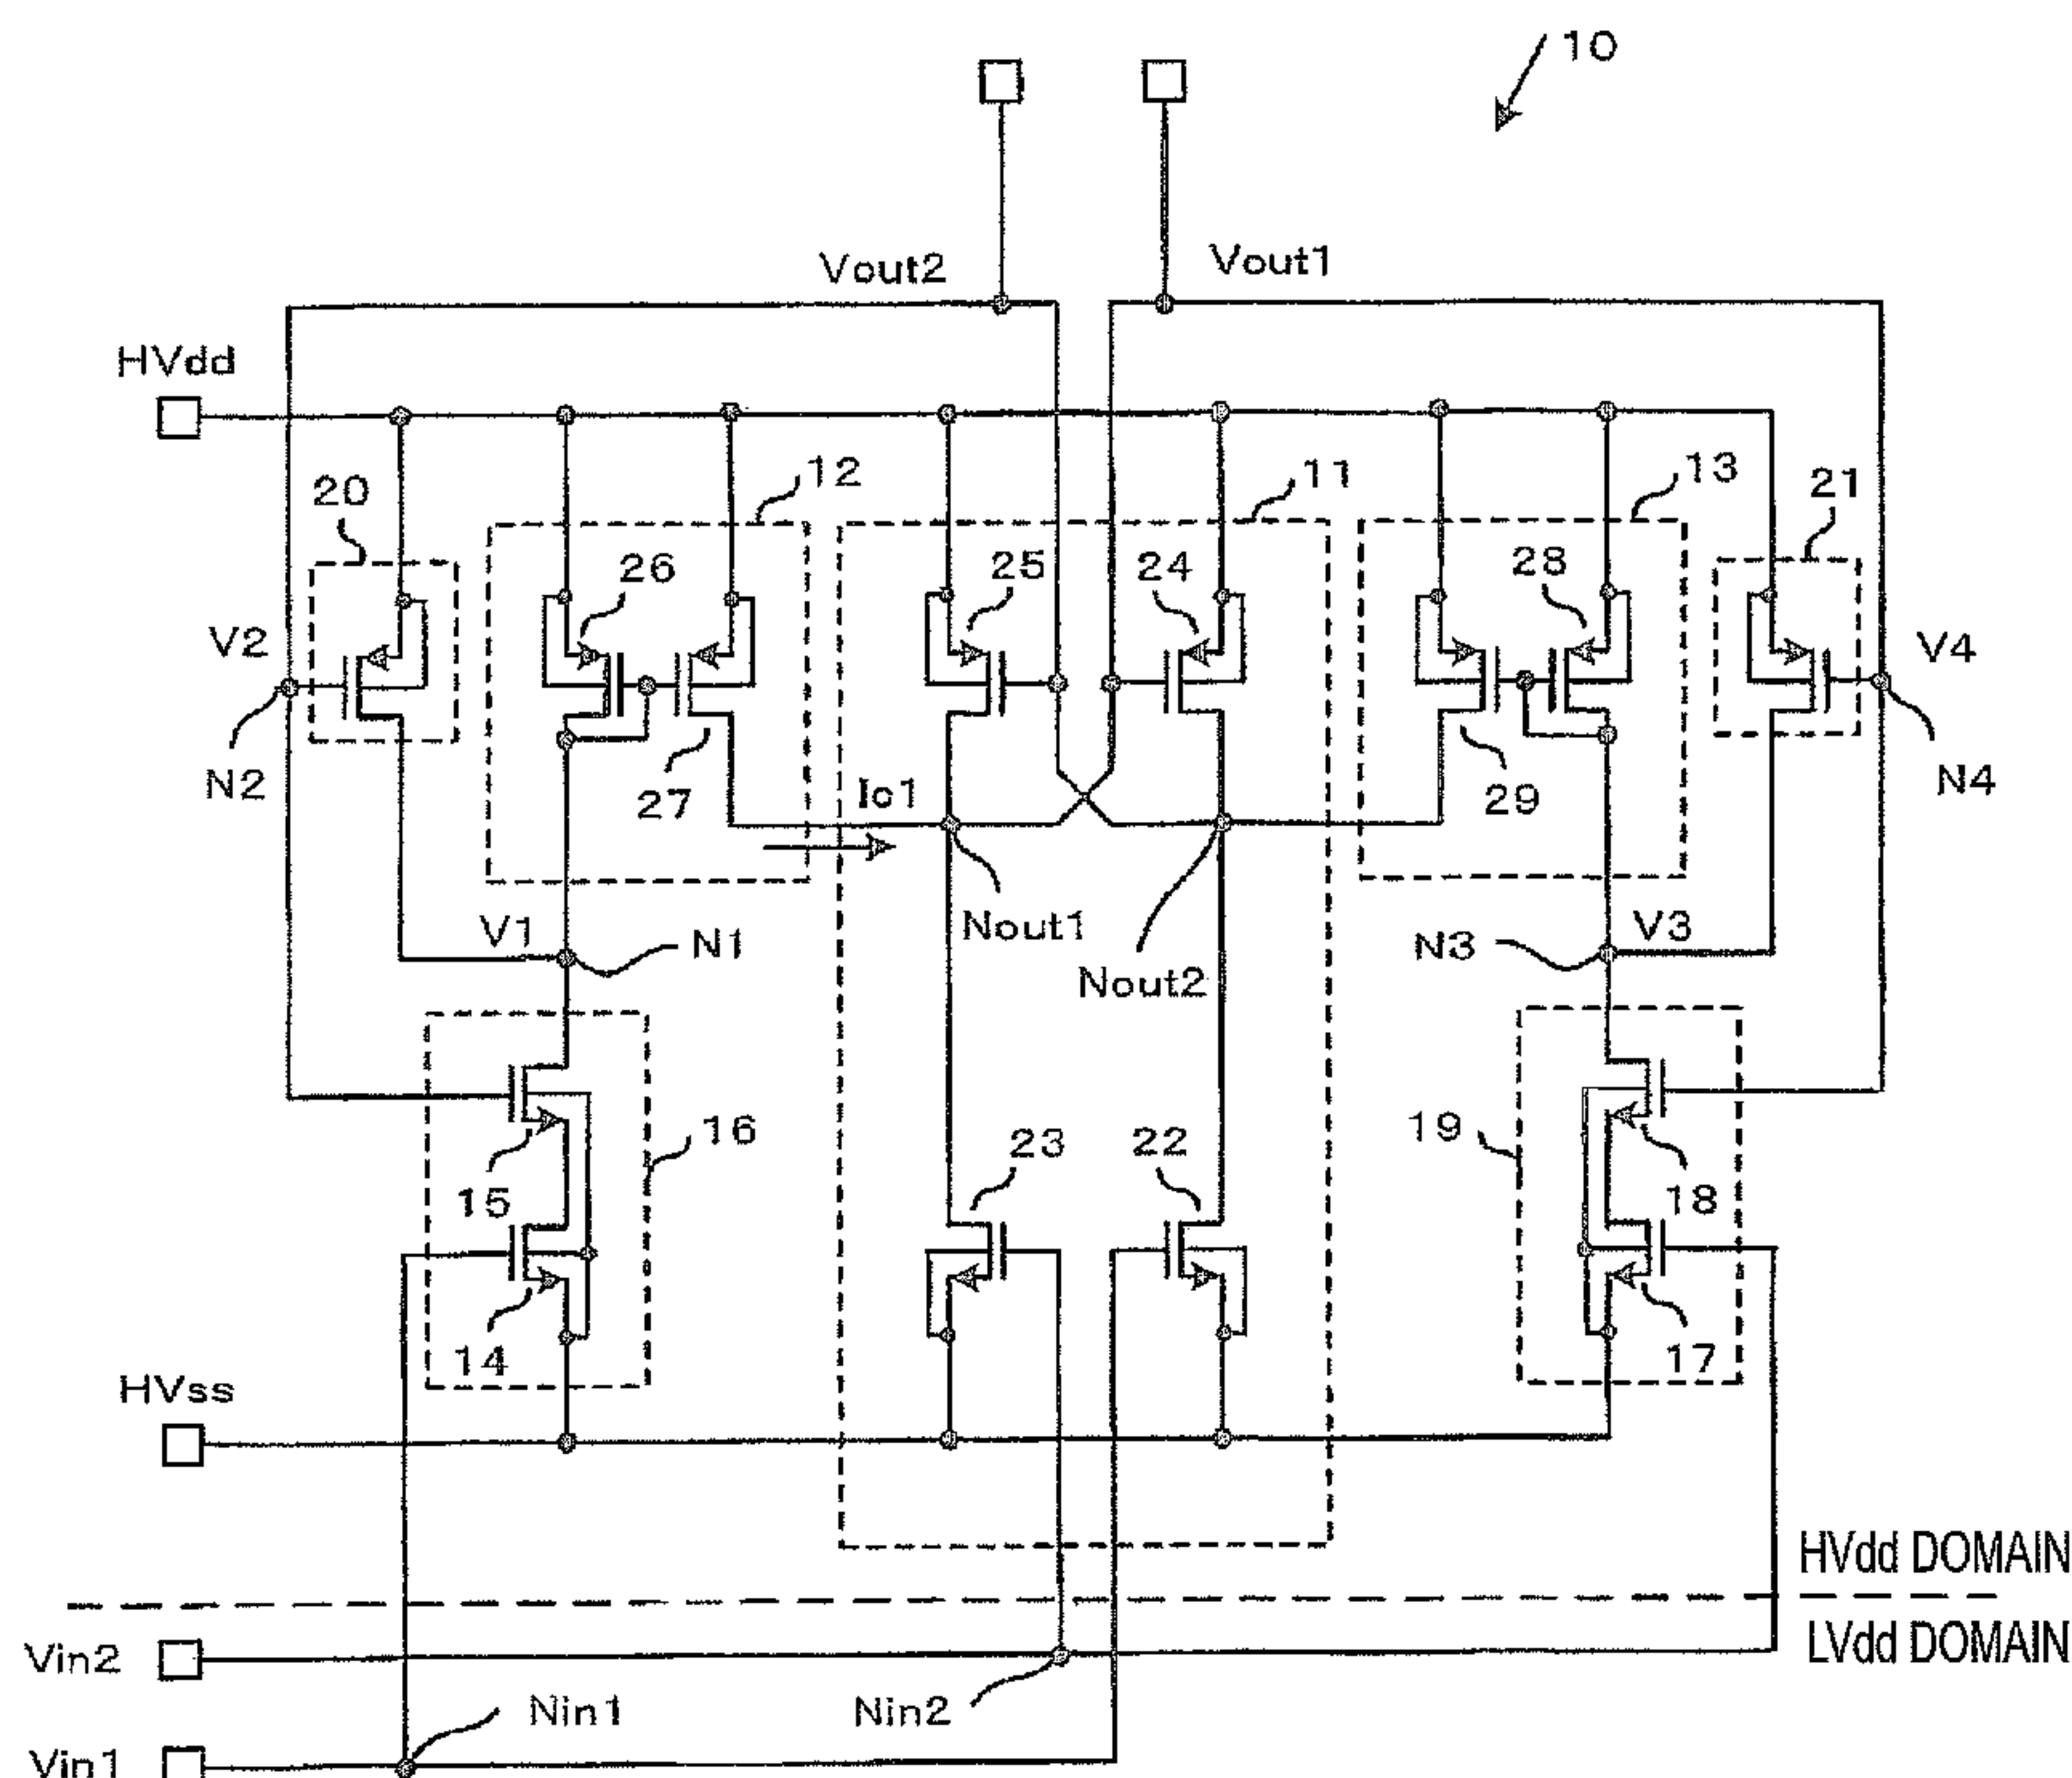 10
Vout2
Vout1
HVdd
12
11
13
21
20
26
25
24
28
V2
V4
N2
27
Ic1
29
N4
V1
N1
Nout1
Nout2
N3
V3
16
23
22
19
15
18
14
17
HVss
HVdd DOMAIN
LVdd DOMAIN
Vin2
Nin1
Nin2
Vin1